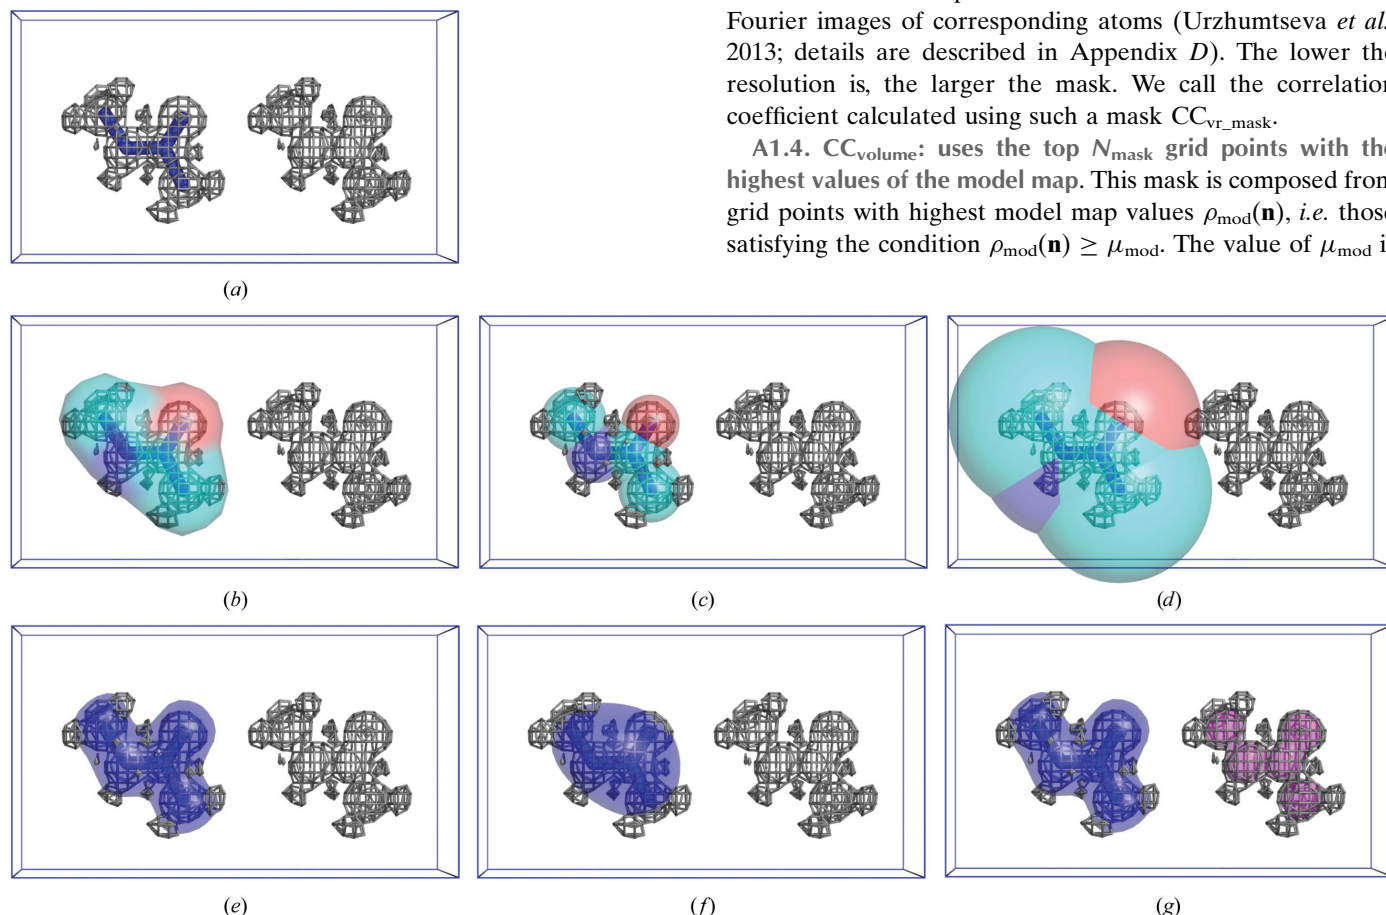 Fourier images of corresponding atoms (Urzhumtseva et al.
2013; details are described in Appendix D). The lower the
resolution is, the larger the mask. We call the correlation
coefficient calculated using such a mask CCvr_mask.
A1.4. CCvolume: uses the top Nmask grid points with the
highest values of the model map. This mask is composed from
grid points with highest model map values ρmod(n), i.e. those
satisfying the condition ρmod(n) ≥ μmod. The value of μmod i
(a)
(b)
(c)
(d)
(e)
(f)
(g)